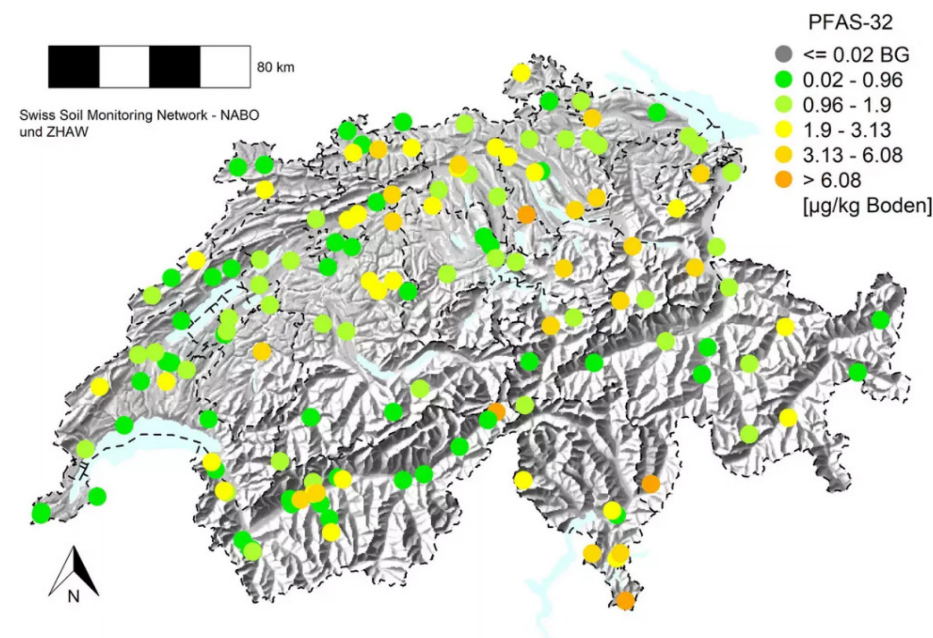 PFAS-32
<= 0.02 BG
0.02 - 0.96
0.96 - 1.9
1.9 - 3.13
3.13 - 6.08
> 6.08
[µg/kg Boden]
80 km
Swiss Soil Monitoring Network - NABO
und ZHAW
N